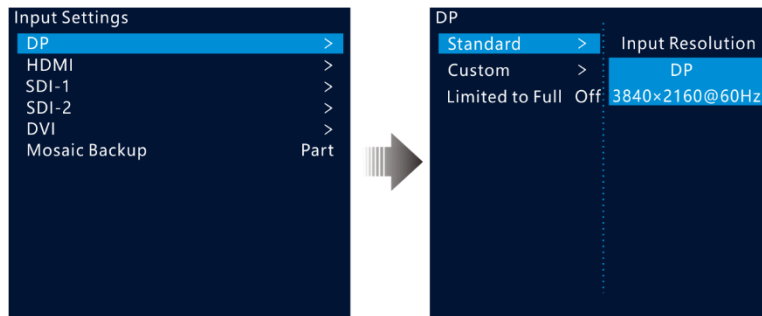 Input Settings
DP >
HDMI >
SDI-1 >
SDI-2 >
DVI >
Mosaic Backup Part
DP
Standard >
Custom >
Limited to Full Off
Input Resolution
DP
3840×2160@60Hz